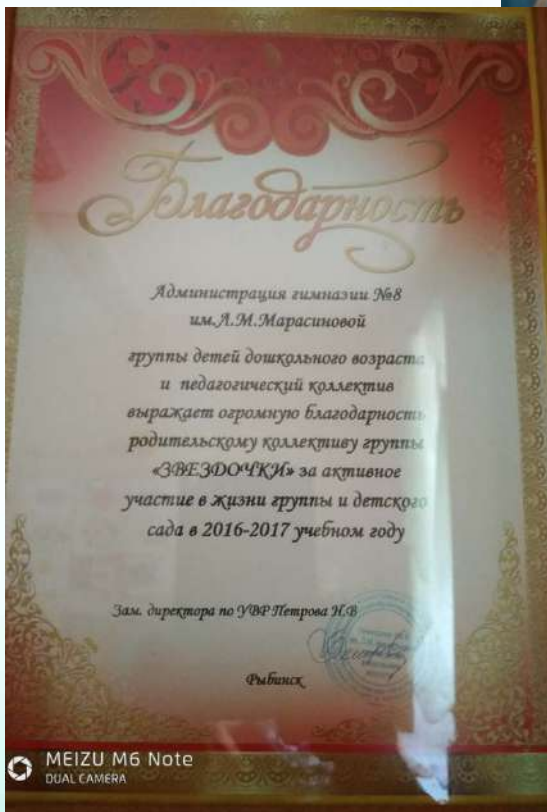 Благодарность
Администрация гимназии №8
им.Л.М.Марасиновой
группы детей дошкольного возраста
и педагогический коллектив
выражает огромную благодарность
родительскому коллективу группы
«ЗВЕЗДОЧКИ» за активное
участие в жизни группы и детского
сада в 2016-2017 учебном году
Зам. директора по УВР Петрова Н.В
Рыбинск
MEIZU M6 Note
DUAL CAMERA